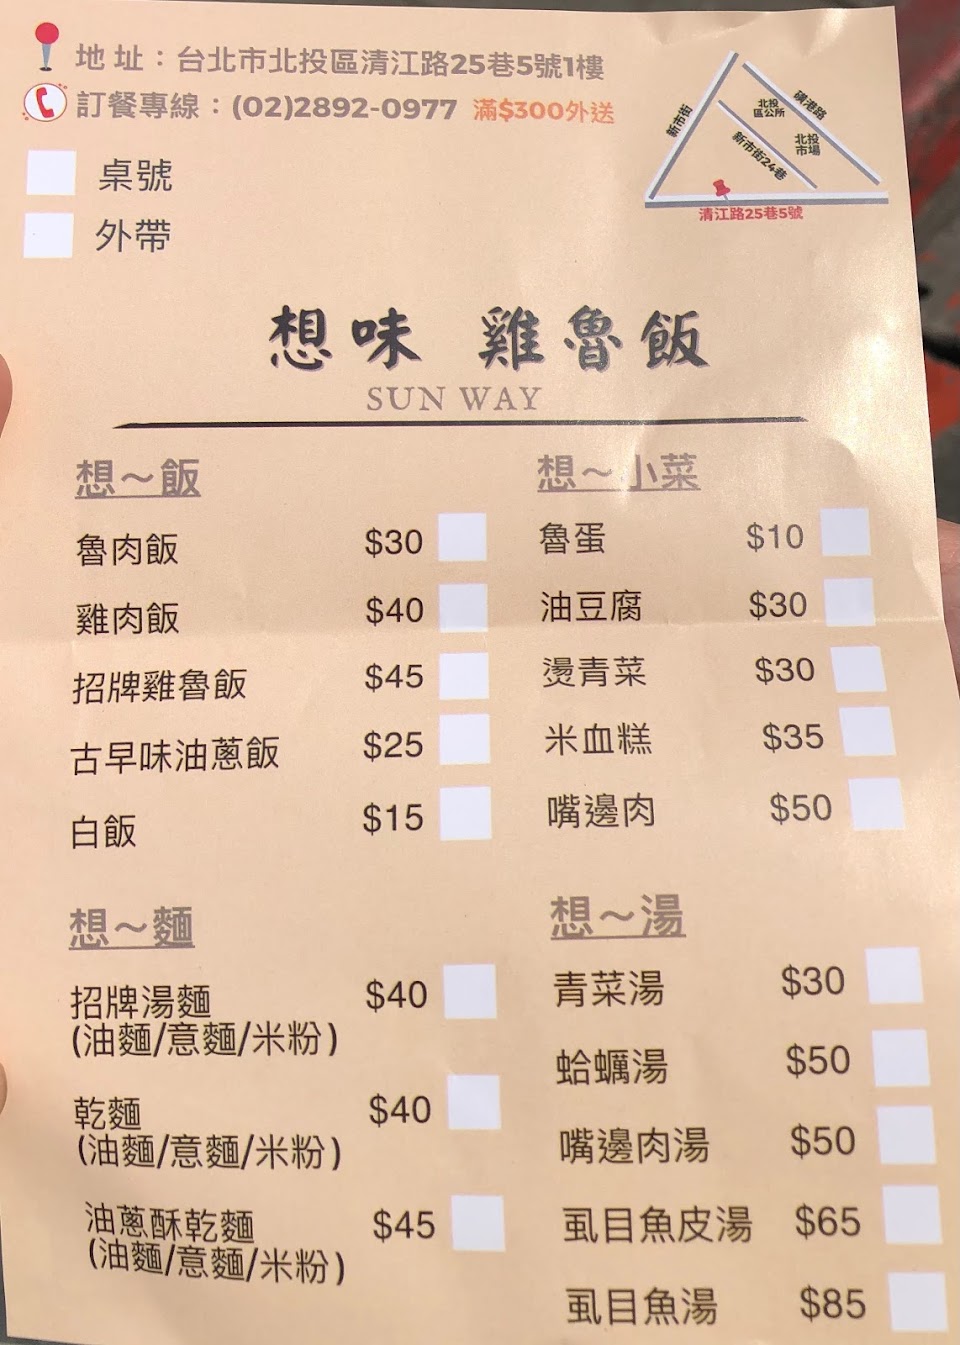 地 址：台北市北投區清江路25巷5號1樓
訂餐專線：(02)2892-0977 滿$300外送
桌號
外帶
新市街
北投
區公所
磺港路
北投
市場
新市街24巷
清江路25巷5號
想味 雞魯飯
SUN WAY
想～飯
魯肉飯 $30
雞肉飯 $40
招牌雞魯飯 $45
古早味油蔥飯 $25
白飯 $15
想～小菜
魯蛋 $10
油豆腐 $30
燙青菜 $30
米血糕 $35
嘴邊肉 $50
想～麵
招牌湯麵 $40
(油麵/意麵/米粉)
乾麵 $40
(油麵/意麵/米粉)
油蔥酥乾麵 $45
(油麵/意麵/米粉)
想～湯
青菜湯 $30
蛤蠣湯 $50
嘴邊肉湯 $50
虱目魚皮湯 $65
虱目魚湯 $85